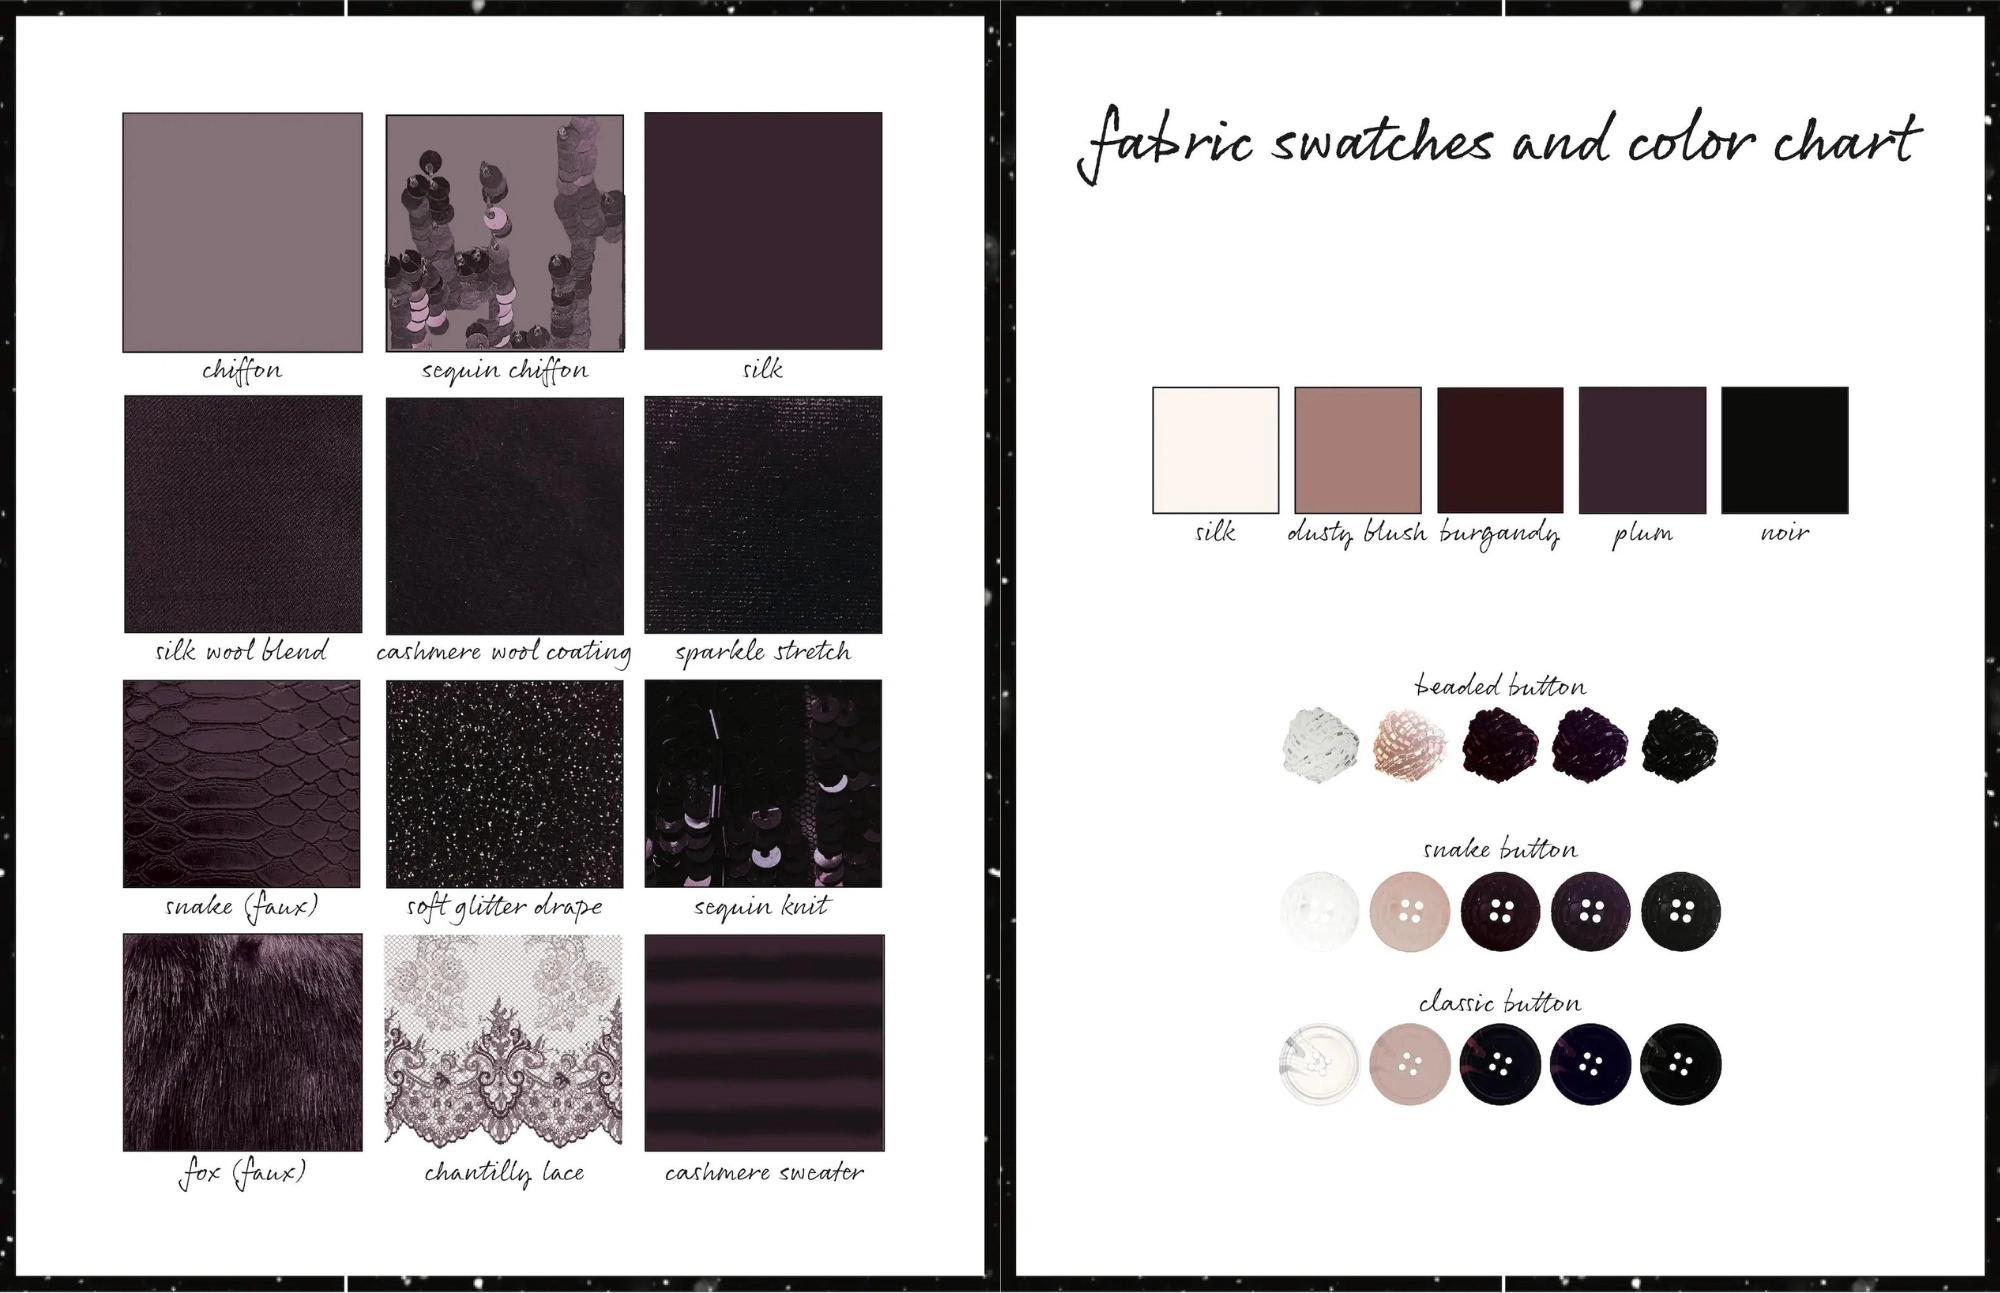 chiffon
sequin chiffon
silk
silk wool blend
cashmere wool coating
sparkle stretch
snake (faux)
soft glitter drape
sequin knit
fox (faux)
chantilly lace
cashmere sweater
fabric swatches and color chart
silk
dusty blush
burgandy
plum
noir
beaded button
snake button
classic button